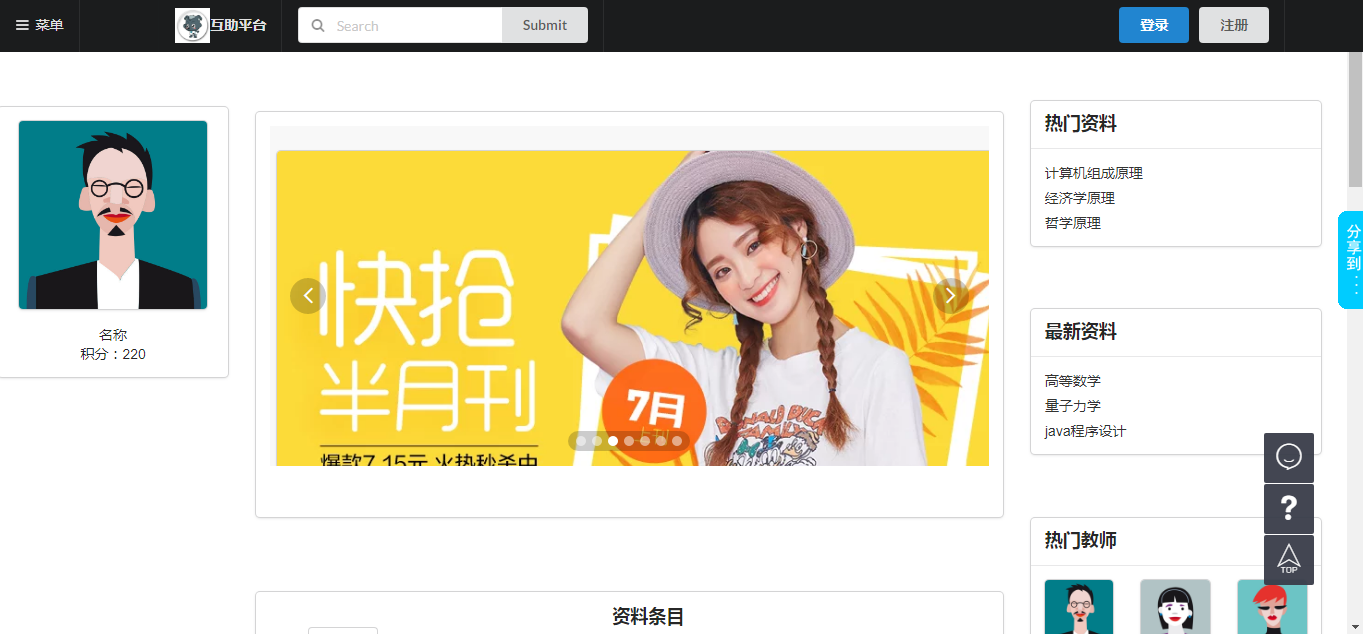 菜单
互助平台
Search
Submit
登录
注册
名称
积分：220
快抢
半月刊
7月
爆款7.15元 火热秒杀中
DONALD DUCK
FAMILY
热门资料
计算机组成原理
经济学原理
哲学原理
分享到：
最新资料
高等数学
量子力学
java程序设计
?
TOP
热门教师
资料条目